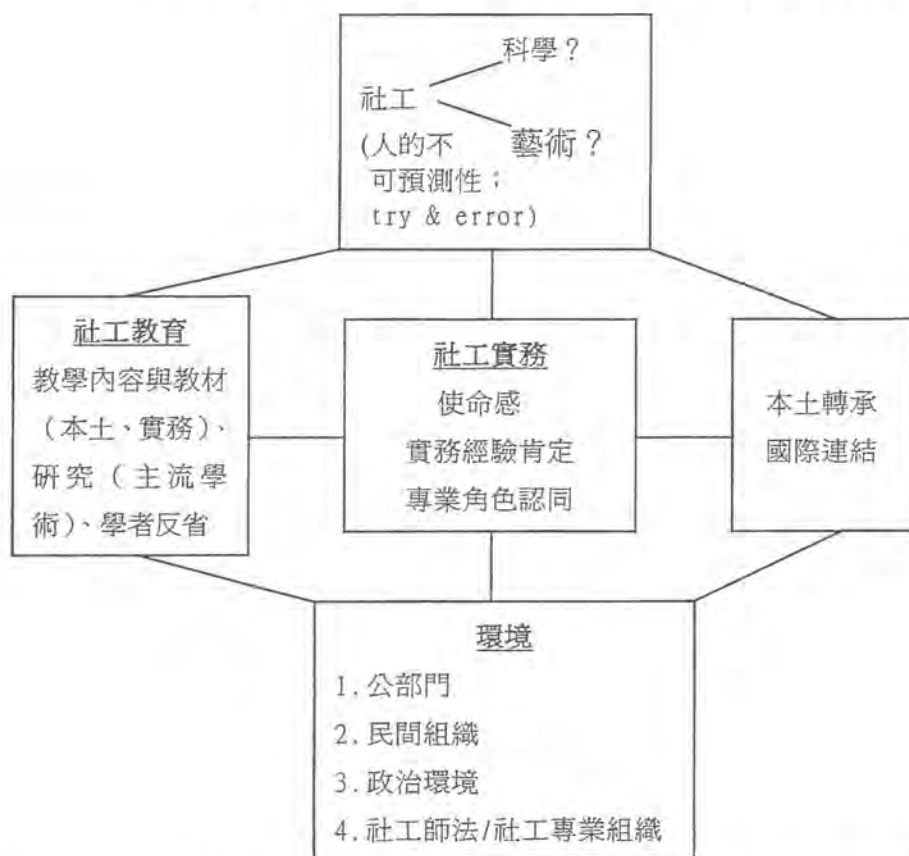 科學？
社工
藝術？
(人的不
可預測性；
try & error)
社工教育
教學內容與教材
（本土、實務）、
研究（主流學
術）、學者反省
社工實務
使命感
實務經驗肯定
專業角色認同
本土轉承
國際連結
環境
1.公部門
2.民間組織
3.政治環境
4.社工師法/社工專業組織